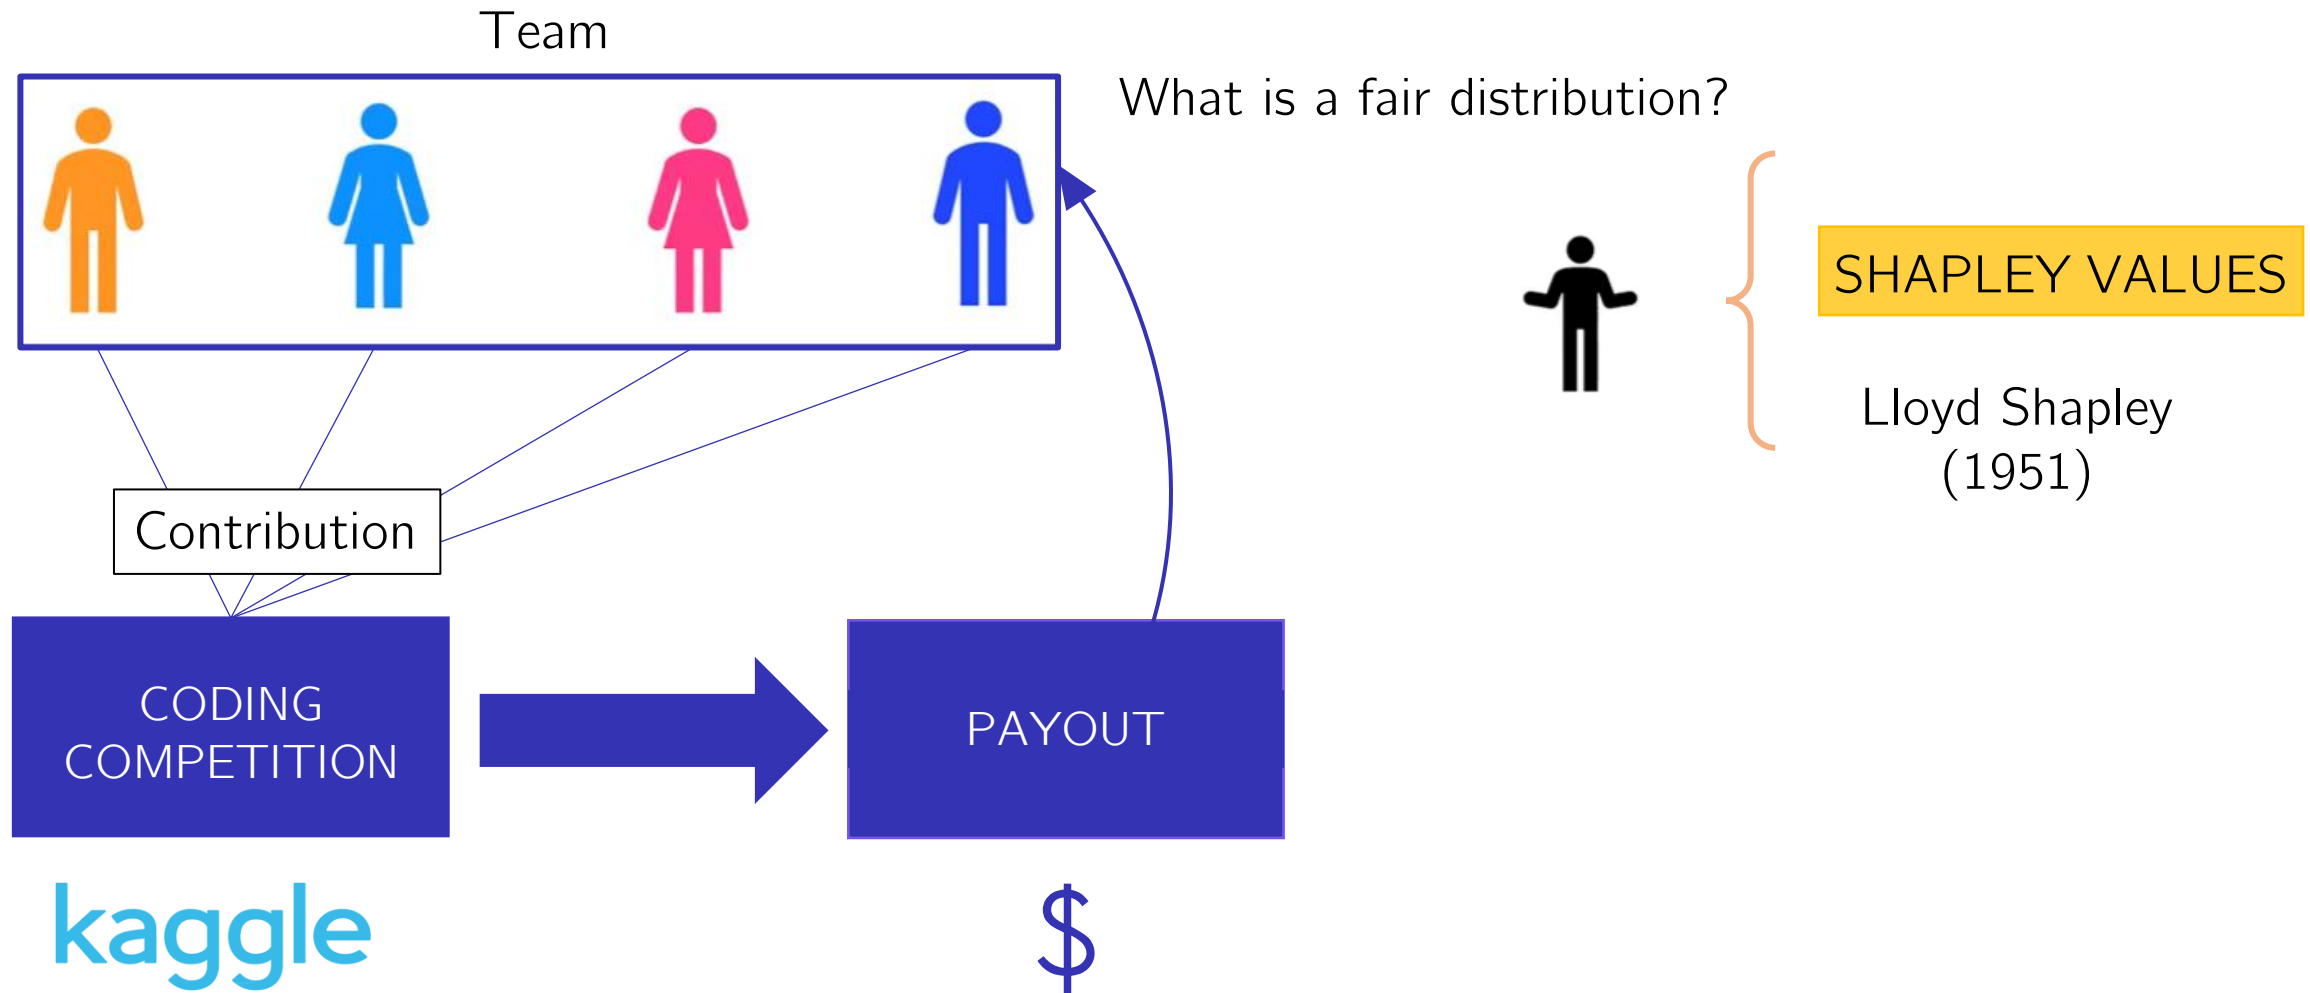 Team
What is a fair distribution?
SHAPLEY VALUES
Lloyd Shapley
(1951)
Contribution
CODING
COMPETITION
PAYOUT
kaggle
$